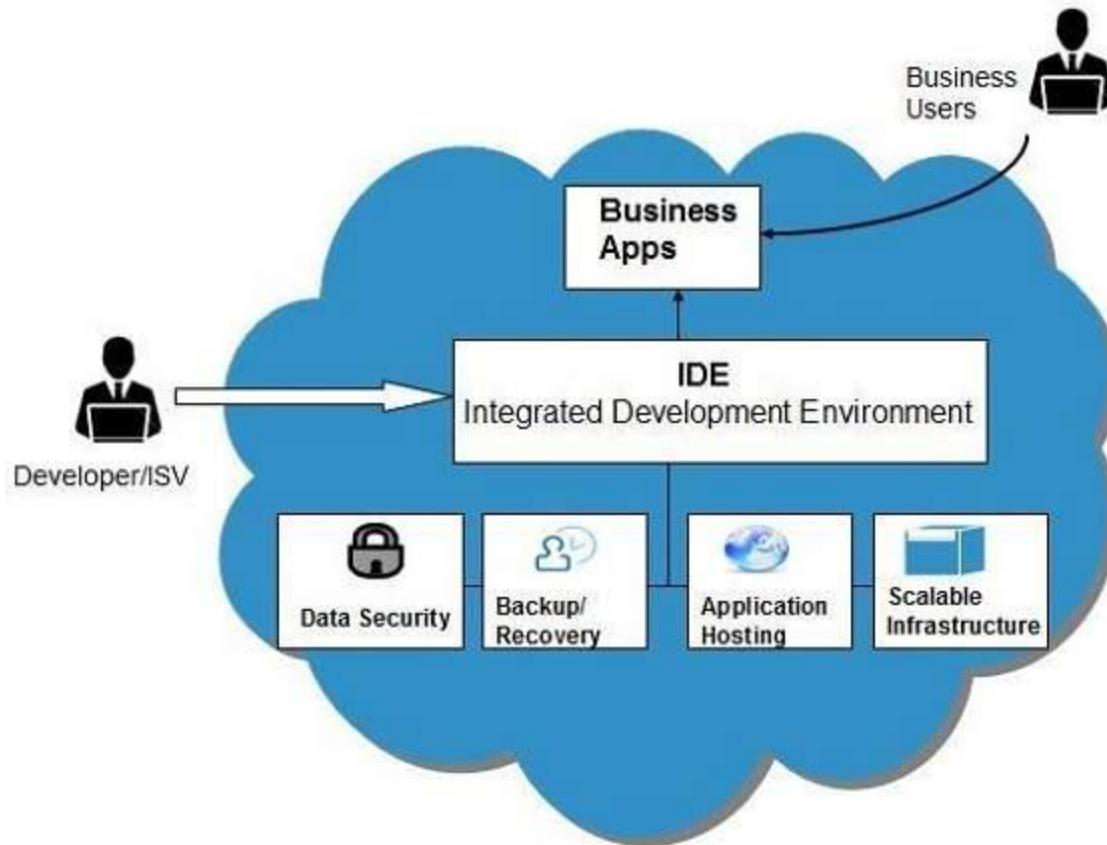 Business
Users
Business
Apps
IDE
Integrated Development Environment
Developer/ISV
Data Security
Backup/
Recovery
Application
Hosting
Scalable
Infrastructure